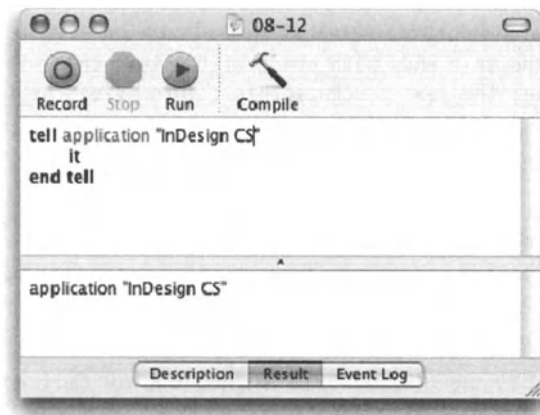 08-12
Record Stop Run Compile
tell application "InDesign CS"
it
end tell
application "InDesign CS"
Description Result Event Log